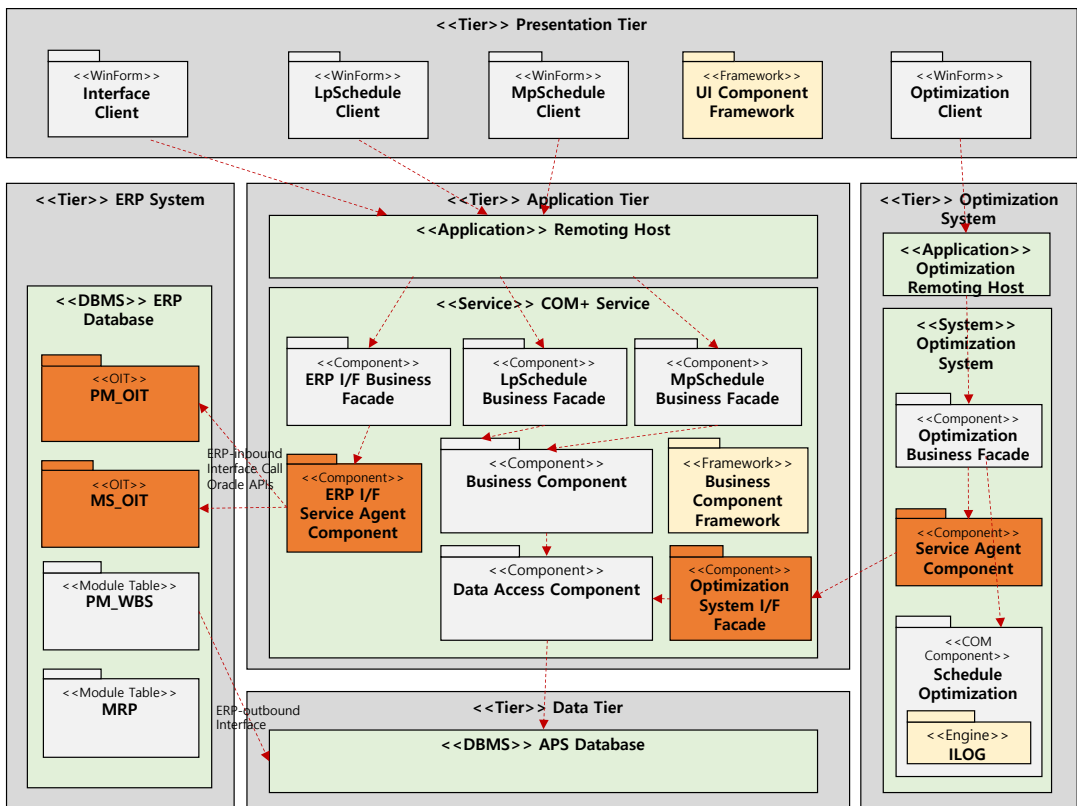 <<Tier>> Presentation Tier
<<WinForm>>
Interface
Client
<<WinForm>>
LpSchedule
Client
<<WinForm>>
MpSchedule
Client
<<Framework>>
UI Component
Framework
<<WinForm>>
Optimization
Client
<<Tier>> ERP System
<<DBMS>> ERP
Database
<<OIT>>
PM_OIT
<<OIT>>
MS_OIT
<<Module Table>>
PM_WBS
<<Module Table>>
MRP
ERP-inbound
Interface Call
Oracle APIs
ERP-outbound
Interface
<<Tier>> Application Tier
<<Application>> Remoting Host
<<Service>> COM+ Service
<<Component>>
ERP I/F Business
Facade
<<Component>>
LpSchedule
Business Facade
<<Component>>
MpSchedule
Business Facade
<<Component>>
ERP I/F
Service Agent
Component
<<Component>>
Business Component
<<Framework>>
Business
Component
Framework
<<Component>>
Data Access Component
<<Component>>
Optimization
System I/F
Facade
<<Tier>> Data Tier
<<DBMS>> APS Database
<<Tier>> Optimization
System
<<Application>>
Optimization
Remoting Host
<<System>>
Optimization
System
<<Component>>
Optimization
Business Facade
<<Component>>
Service Agent
Component
<<COM
Component>>
Schedule
Optimization
<<Engine>>
ILOG